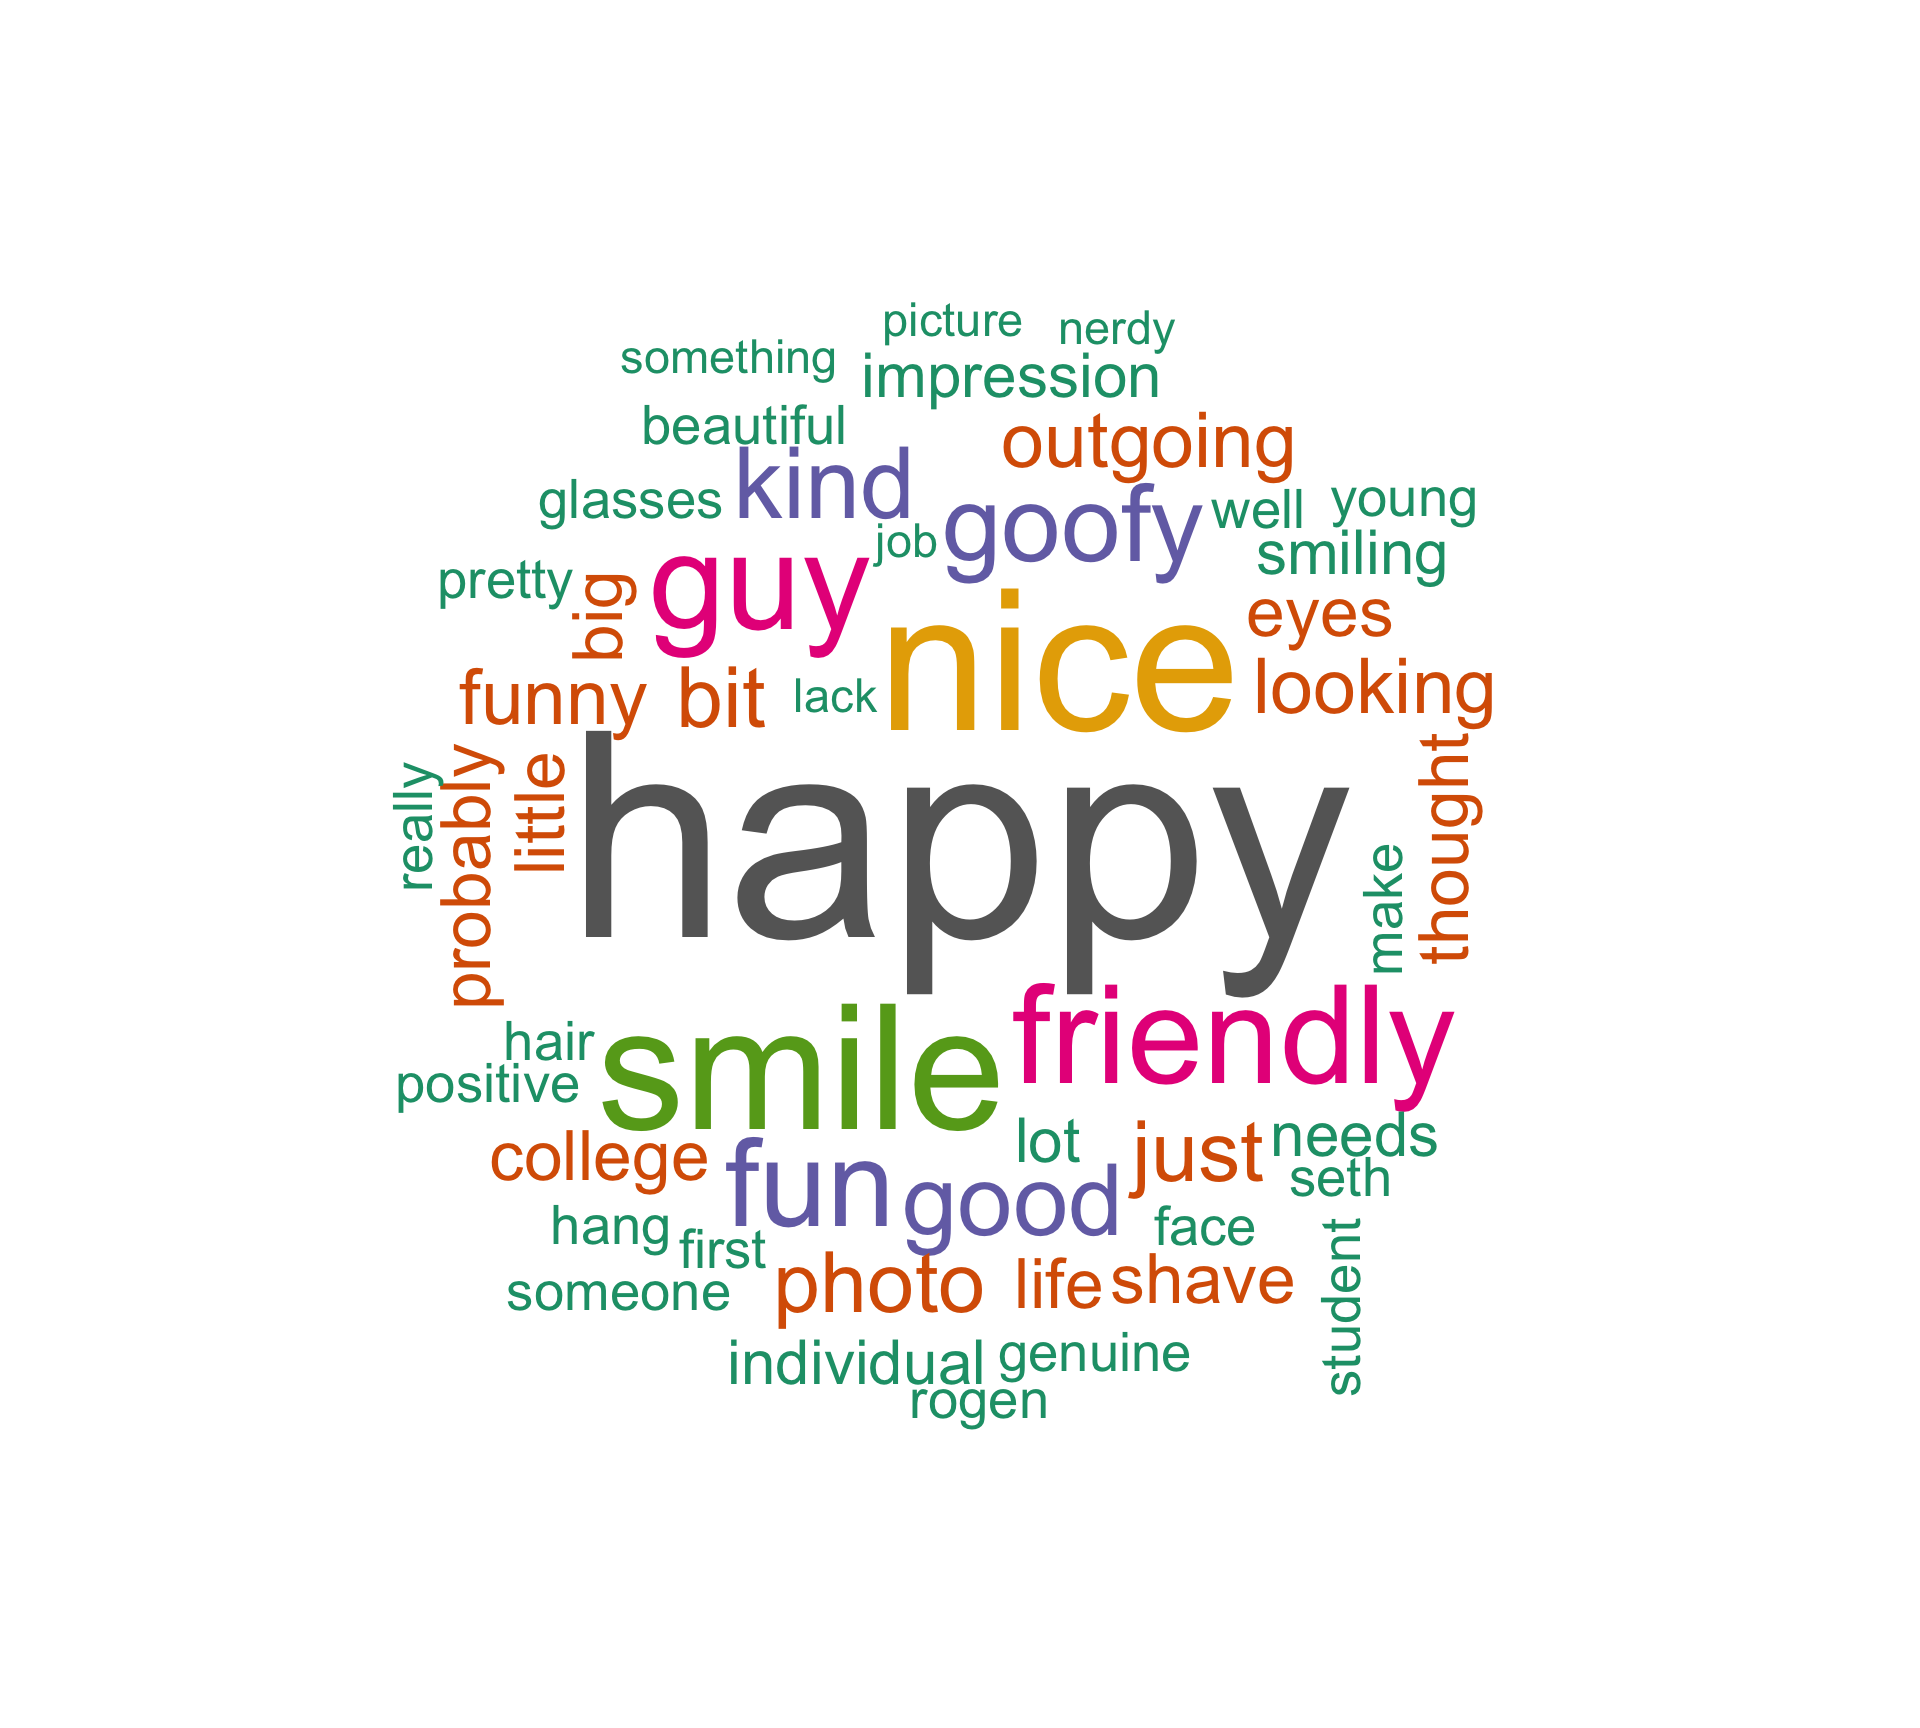 picture
nerdy
something
impression
beautiful
outgoing
kind
glasses
goofy
well
young
job
smiling
pretty
big
guy
nice
eyes
funny
bit
lack
looking
really
probably
little
happy
make
thought
hair
smile
friendly
positive
college
fun
good
lot
just
needs
seth
hang
first
face
student
someone
photo
life
shave
individual
genuine
rogen